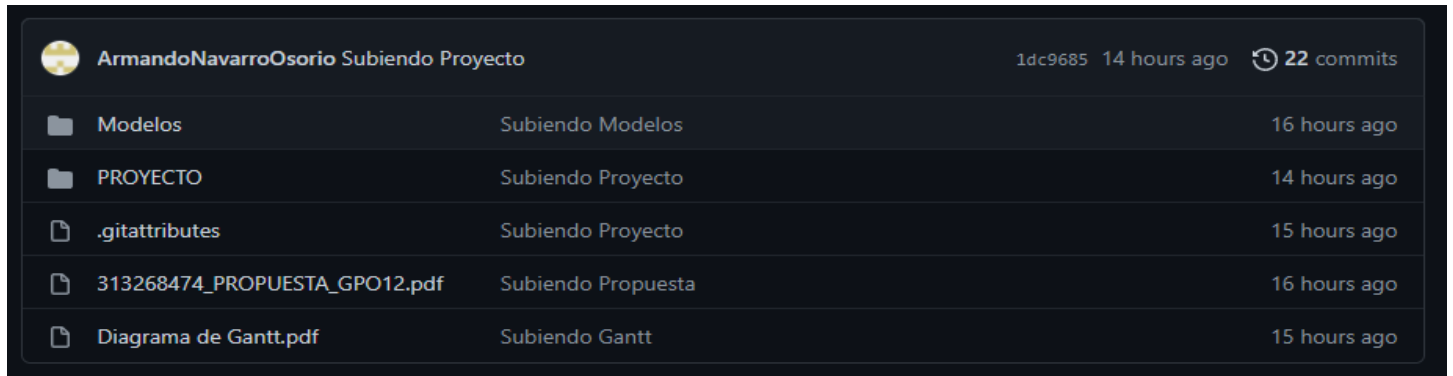 ArmandoNavarroOsorio Subiendo Proyecto 1dc9685 14 hours ago 22 commits
Modelos Subiendo Modelos 16 hours ago
PROYECTO Subiendo Proyecto 14 hours ago
.gitattributes Subiendo Proyecto 15 hours ago
313268474_PROPUESTA_GPO12.pdf Subiendo Propuesta 16 hours ago
Diagrama de Gantt.pdf Subiendo Gantt 15 hours ago